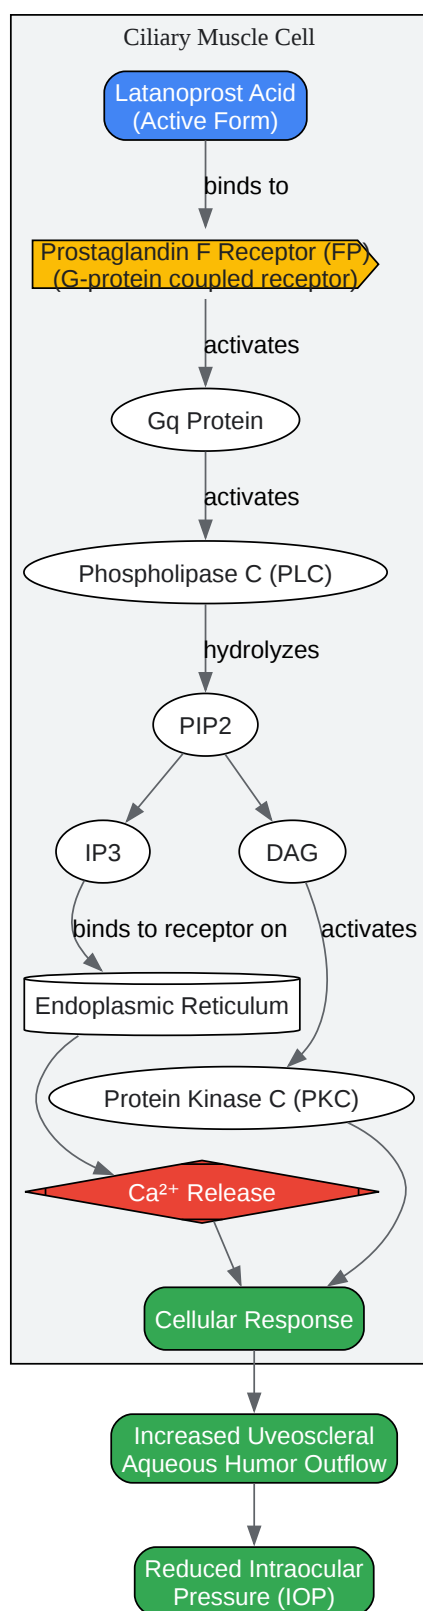 Ciliary Muscle Cell
Latanoprost Acid
(Active Form)
binds to
Prostaglandin F Receptor (FP)
(G-protein coupled receptor)
activates
Gq Protein
activates
Phospholipase C (PLC)
hydrolyzes
PIP2
IP3
DAG
binds to receptor on
activates
Endoplasmic Reticulum
Protein Kinase C (PKC)
Ca²⁺ Release
Cellular Response
Increased Uveoscleral
Aqueous Humor Outflow
Reduced Intraocular
Pressure (IOP)